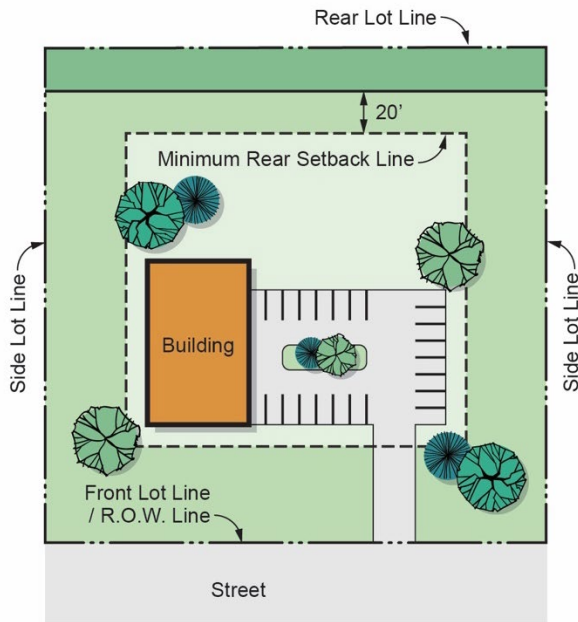 Rear Lot Line
20’
Minimum Rear Setback Line
Side Lot Line
Building
Side Lot Line
Front Lot Line
/ R.O.W. Line
Street